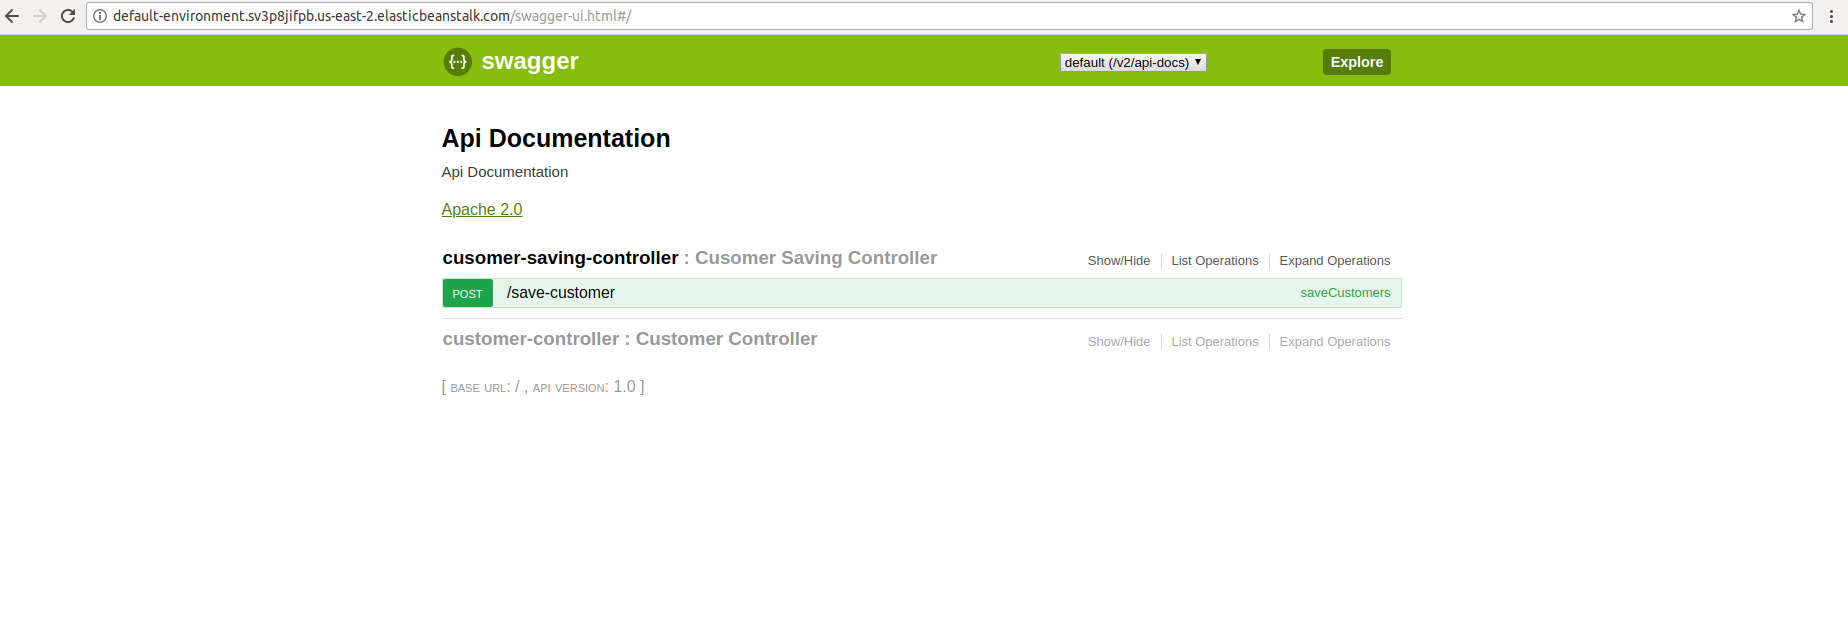 default-environment.sv3p8jifpb.us-east-2.elasticbeanstalk.com/swagger-ui.html#/
{···} swagger default (/v2/api-docs) Explore
Api Documentation
Api Documentation
Apache 2.0
cusomer-saving-controller : Cusomer Saving Controller Show/Hide List Operations Expand Operations
POST /save-customer saveCustomers
customer-controller : Customer Controller Show/Hide List Operations Expand Operations
[ BASE URL: / , API VERSION: 1.0 ]